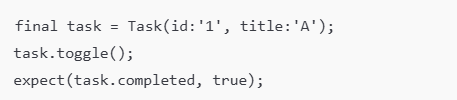 final task = Task(id:'1', title:'A');
task.toggle();
expect(task.completed, true);